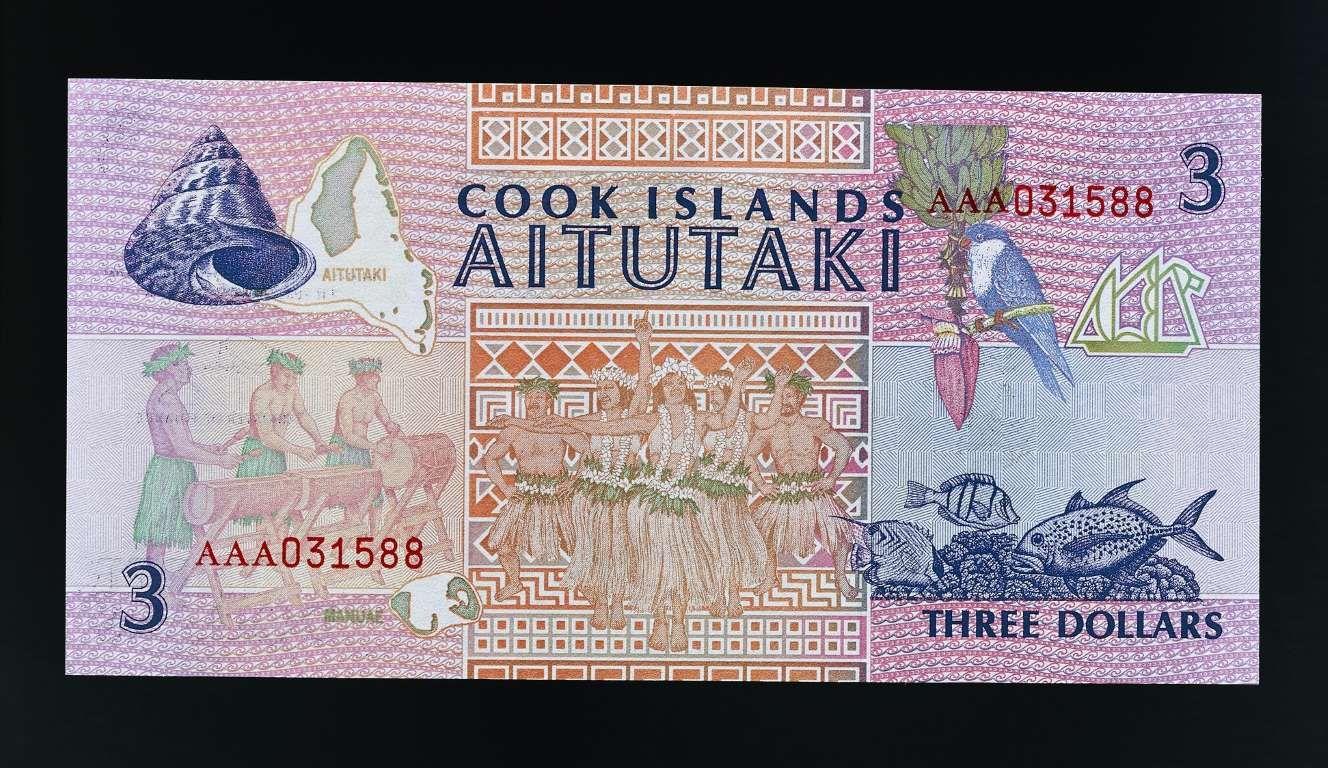 COOK ISLANDS
AITUTAKI
AAA031588
3
AITUTAKI
AAA031588
3
MANUAE
THREE DOLLARS